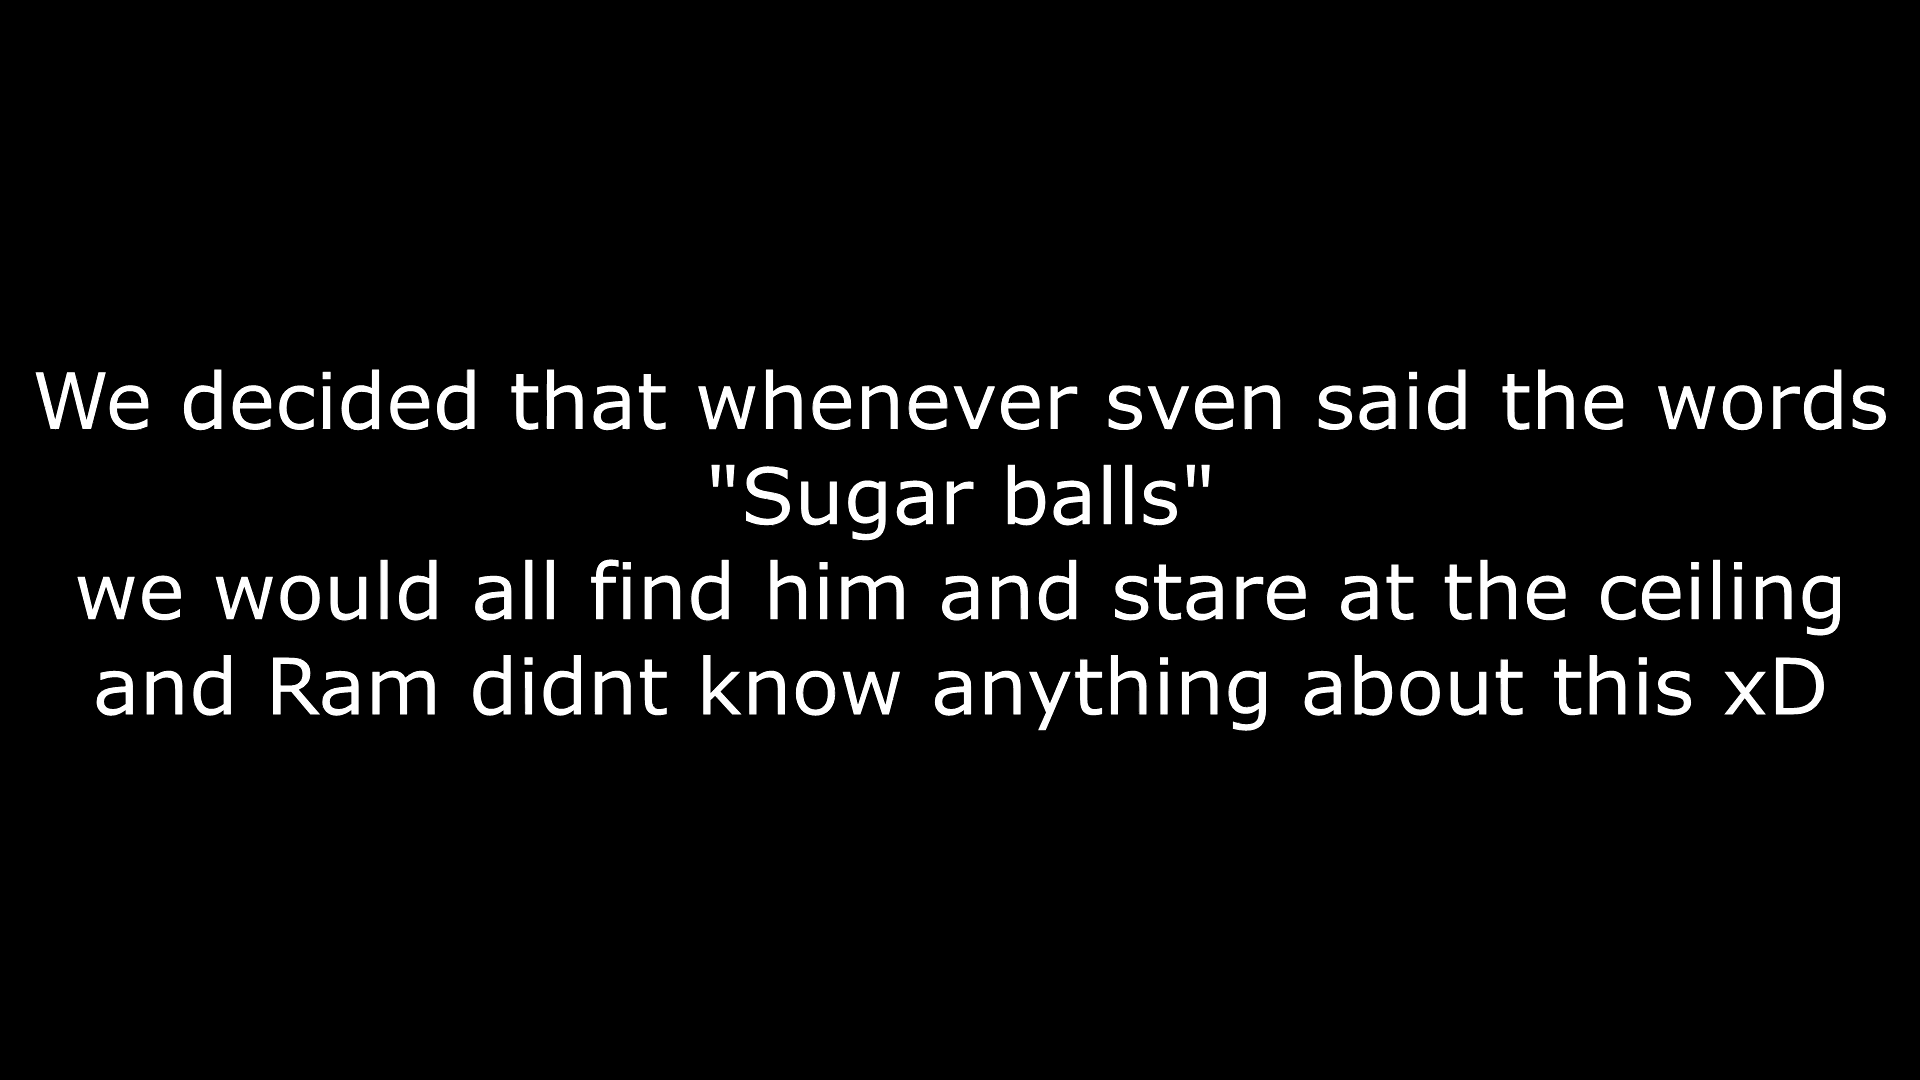 We decided that whenever sven said the words
"Sugar balls"
we would all find him and stare at the ceiling
and Ram didnt know anything about this xD